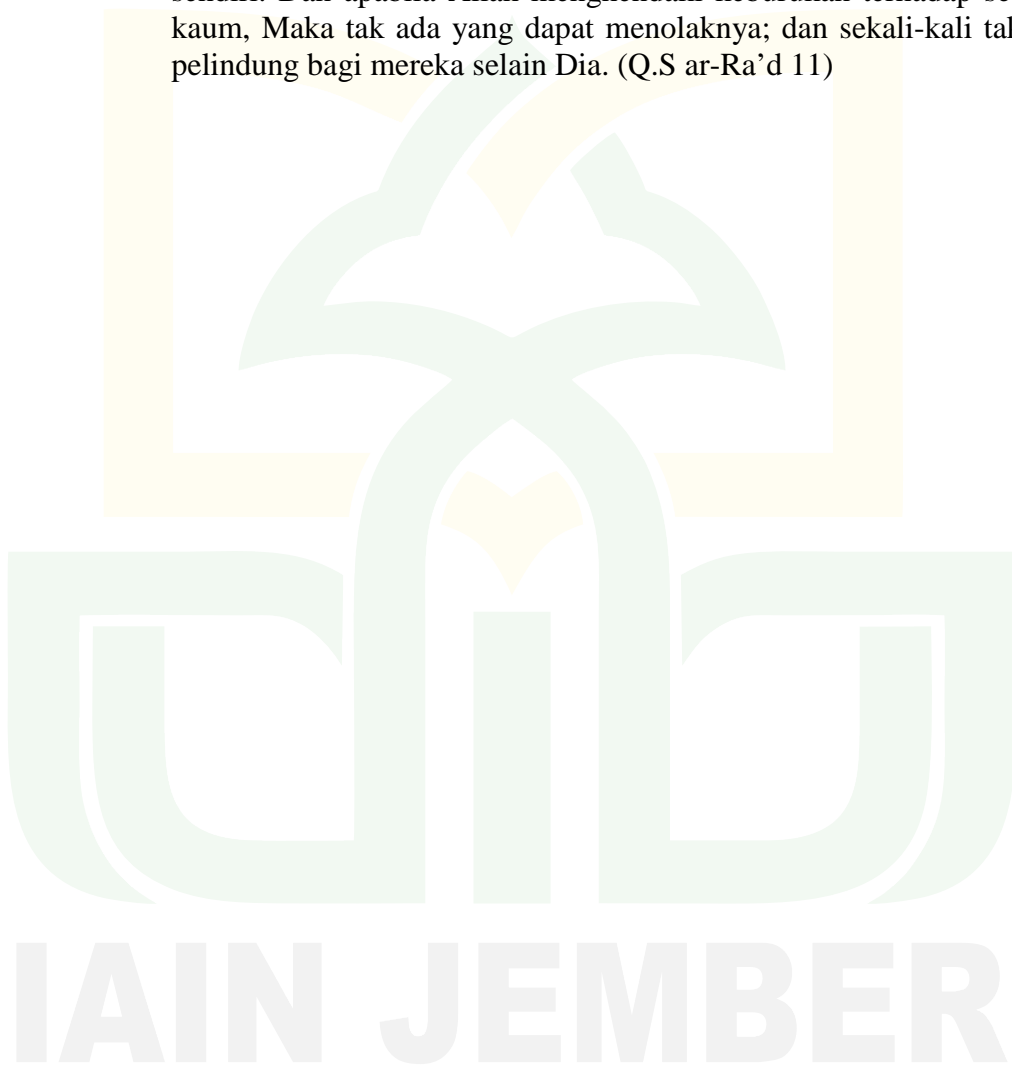 sendiri. Dan apabila Allah menghendaki keburukan terhadap se
kaum, Maka tak ada yang dapat menolaknya; dan sekali-kali
pelindung bagi mereka selain Dia. (Q.S ar-Ra’d 11)
IAIN JEMBER